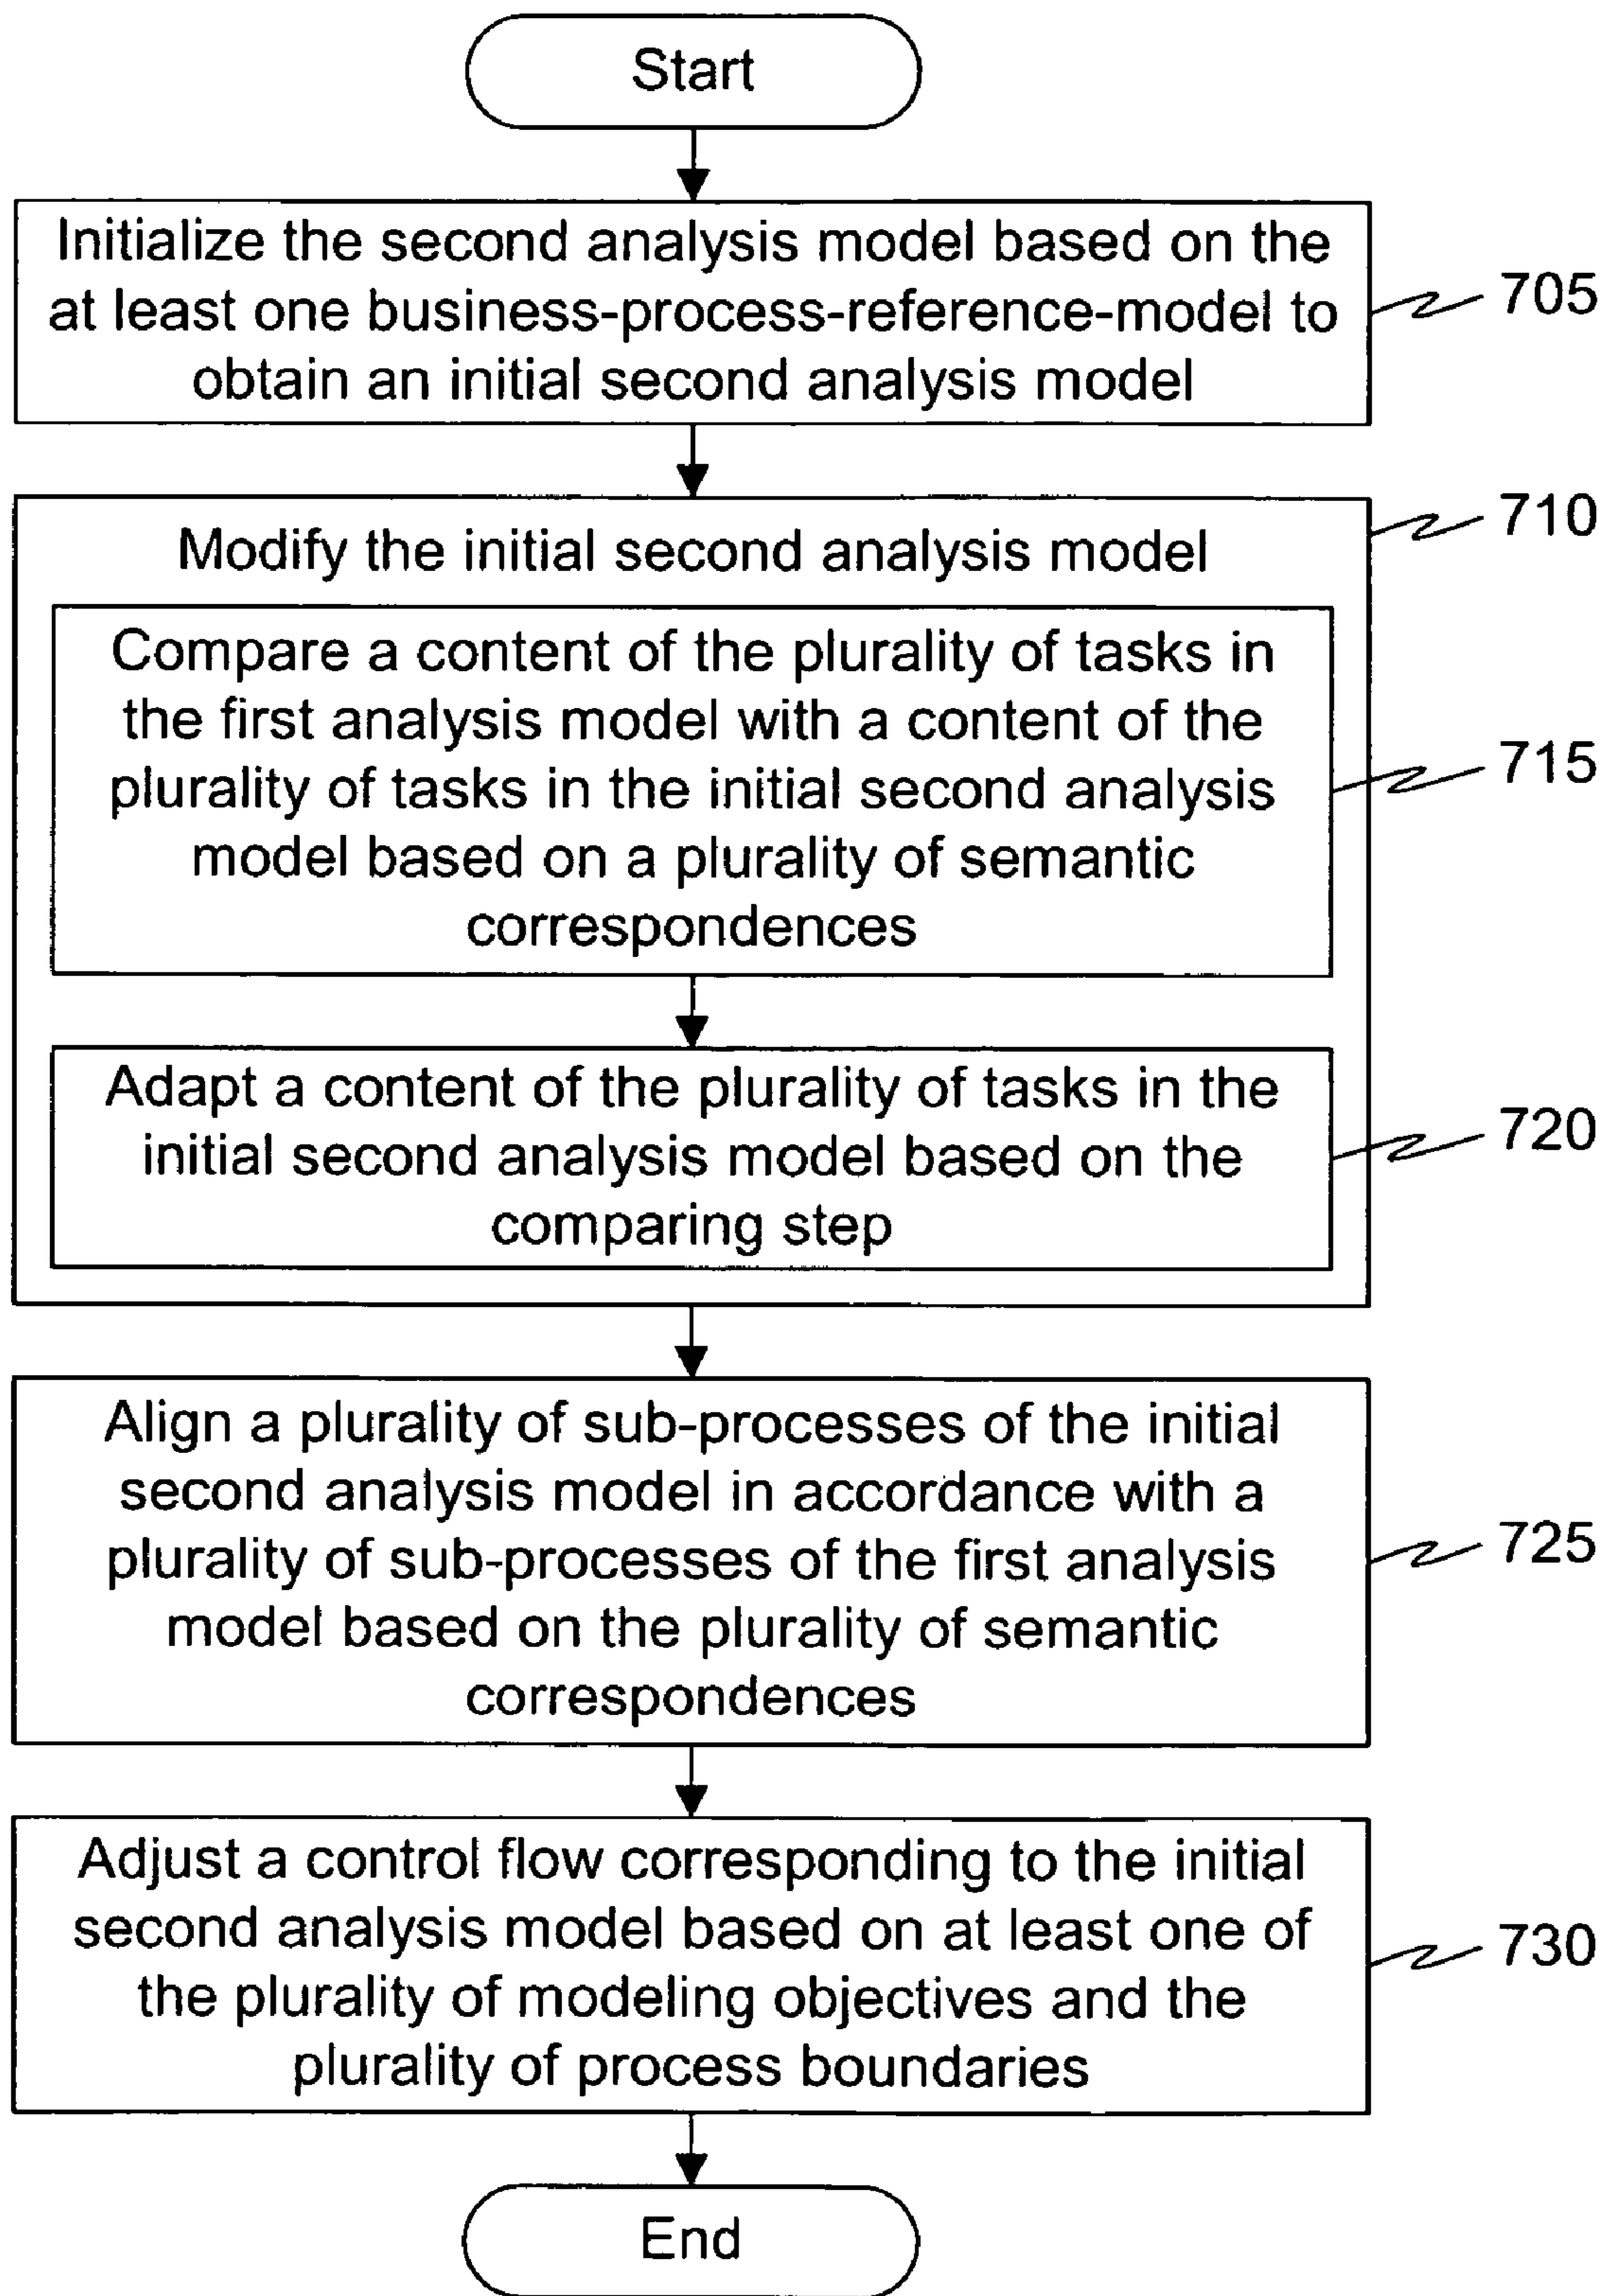 Start
Initialize the second analysis model based on the
at least one business-process-reference-model to
obtain an initial second analysis model
705
Modify the initial second analysis model
710
Compare a content of the plurality of tasks in
the first analysis model with a content of the
plurality of tasks in the initial second analysis
model based on a plurality of semantic
correspondences
715
Adapt a content of the plurality of tasks in the
initial second analysis model based on the
comparing step
720
Align a plurality of sub-processes of the initial
second analysis model in accordance with a
plurality of sub-processes of the first analysis
model based on the plurality of semantic
correspondences
725
Adjust a control flow corresponding to the initial
second analysis model based on at least one of
the plurality of modeling objectives and the
plurality of process boundaries
730
End